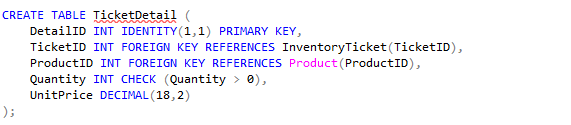 CREATE TABLE TicketDetail (
    DetailID INT IDENTITY(1,1) PRIMARY KEY,
    TicketID INT FOREIGN KEY REFERENCES InventoryTicket(TicketID),
    ProductID INT FOREIGN KEY REFERENCES Product(ProductID),
    Quantity INT CHECK (Quantity > 0),
    UnitPrice DECIMAL(18,2)
);